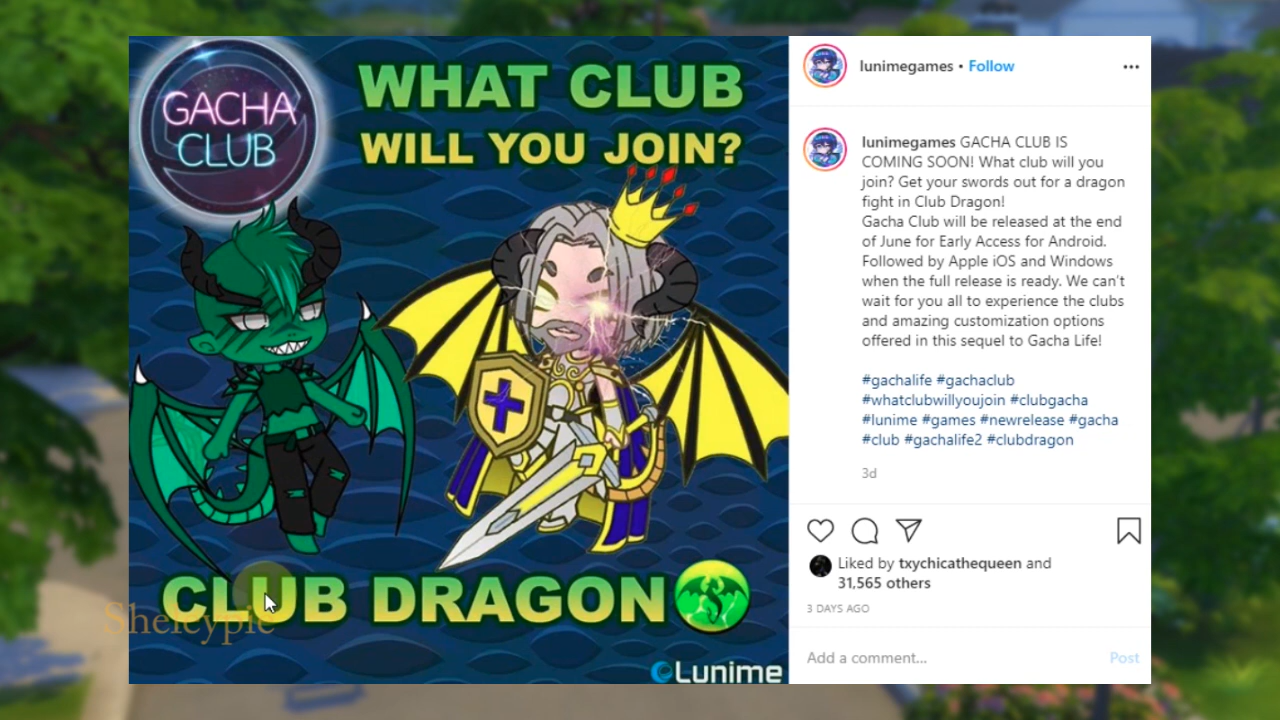 GACHA
CLUB
WHAT CLUB
WILL YOU JOIN?
CLUB DRAGON
Shelcypie
Lunime
lunimegames • Follow
lunimegames GACHA CLUB IS
COMING SOON! What club will you
join? Get your swords out for a dragon
fight in Club Dragon!
Gacha Club will be released at the end
of June for Early Access for Android.
Followed by Apple iOS and Windows
when the full release is ready. We can't
wait for you all to experience the clubs
and amazing customization options
offered in this sequel to Gacha Life!
#gachalife #gachaclub
#whatclubwillyoujoin #clubgacha
#lunime #games #newrelease #gacha
#club #gachalife2 #clubdragon
3d
Liked by txychicathequeen and
31,565 others
3 DAYS AGO
Add a comment...
Post